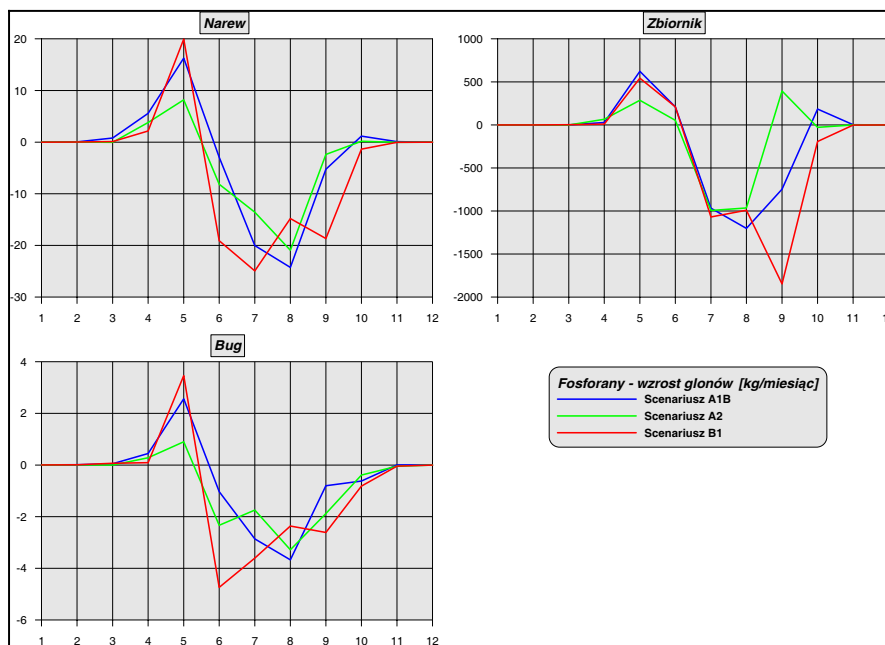 Narew
20
10
0
-10
-20
-30
1 2 3 4 5 6 7 8 9 10 11 12
Zbiornik
1000
500
0
-500
-1000
-1500
-2000
1 2 3 4 5 6 7 8 9 10 11 1
Bug
4
2
0
-2
-4
-6
1 2 3 4 5 6 7 8 9 10 11 12
Fosforany - wzrost glonów [kg/miesiąc]
Scenariusz A1B
Scenariusz A2
Scenariusz B1